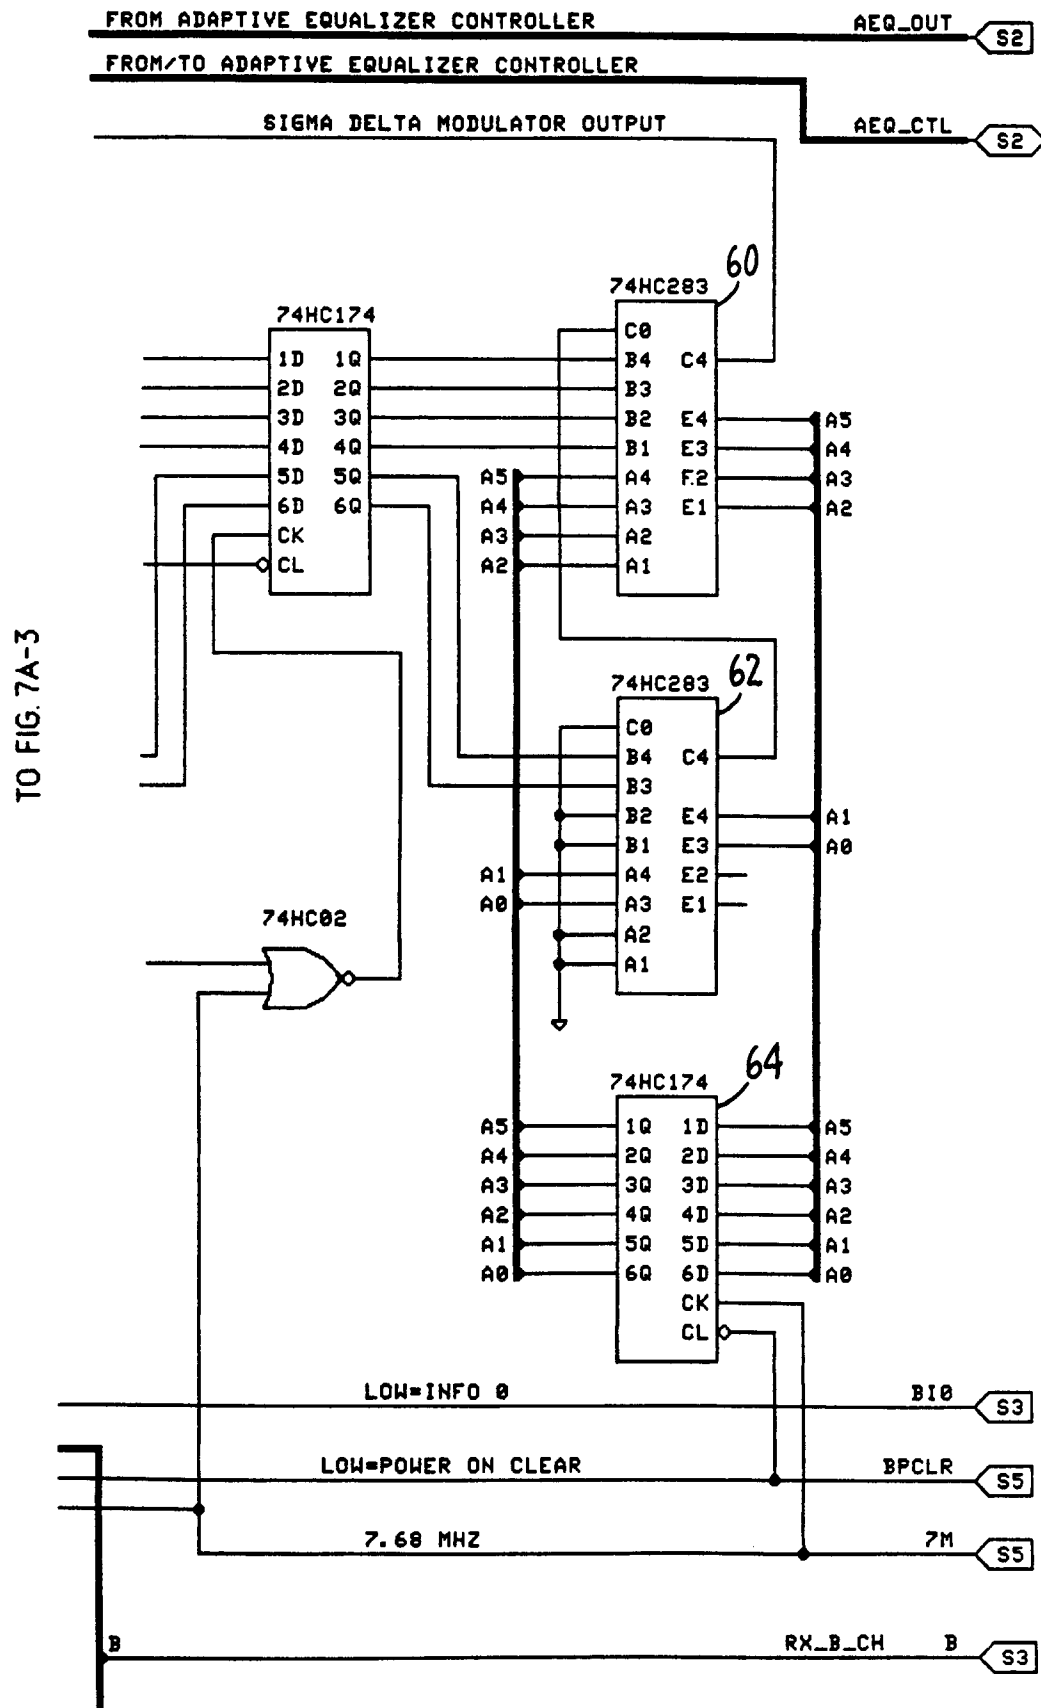 FROM ADAPTIVE EQUALIZER CONTROLLER AEQ_OUT S2
FROM/TO ADAPTIVE EQUALIZER CONTROLLER
SIGMA DELTA MODULATOR OUTPUT AEQ_CTL S2
60
74HC283
74HC174
C0
1D 1Q B4 C4
2D 2Q B3
3D 3Q B2 E4 A5
4D 4Q B1 E3 A4
5D 5Q A5 A4 F2 A3
6D 6Q A4 A3 E1 A2
CK A3 A2
CL A2 A1
TO FIG. 7A-3
62
74HC283
C0
B4 C4
B3
B2 E4 A1
B1 E3 A0
A1 A4 E2
A0 A3 E1
74HC02
A2
A1
64
74HC174
A5 1Q 1D A5
A4 2Q 2D A4
A3 3Q 3D A3
A2 4Q 4D A2
A1 5Q 5D A1
A0 6Q 6D A0
CK
CL
LOW=INFO 0 BI0 S3
LOW=POWER ON CLEAR BPCLR S5
7.68 MHZ 7M S5
B RX_B_CH B S3